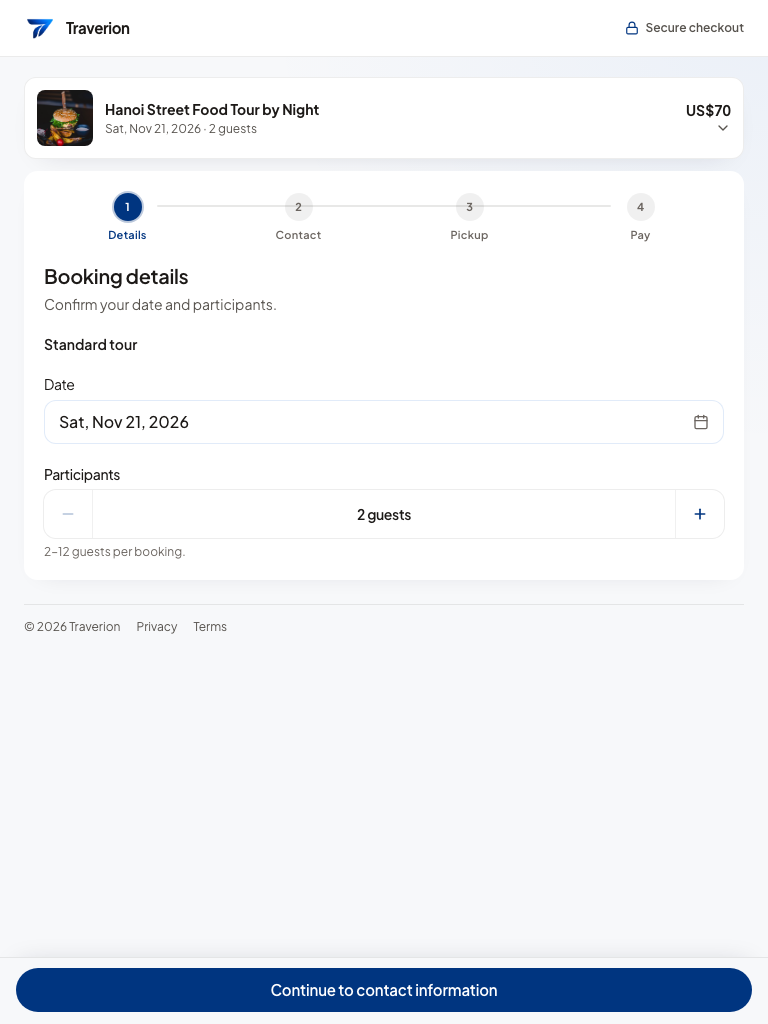 Traverion
Secure checkout
Hanoi Street Food Tour by Night
US$70
Sat, Nov 21, 2026 · 2 guests
1
2
3
4
Details
Contact
Pickup
Pay
Booking details
Confirm your date and participants.
Standard tour
Date
Sat, Nov 21, 2026
Participants
2 guests
2–12 guests per booking.
© 2026 Traverion
Privacy
Terms
Continue to contact information